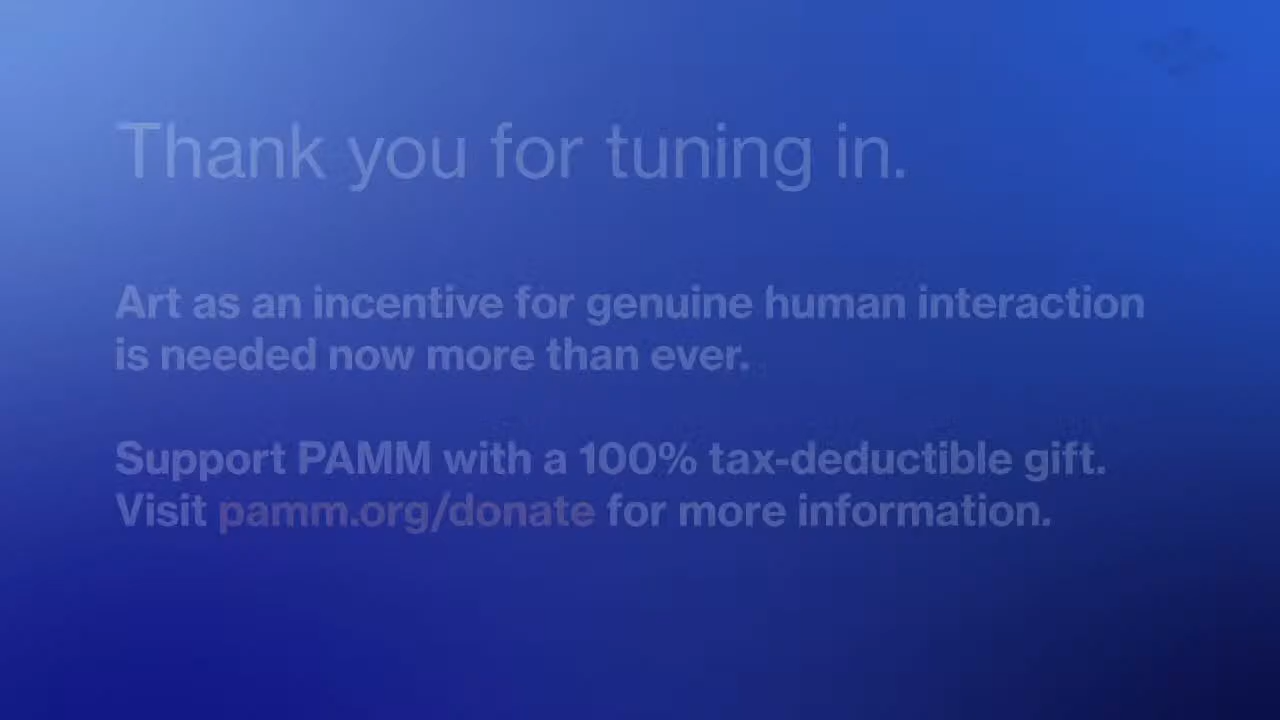 Thank you for tuning in.
Art as an incentive for genuine human interaction
is needed now more than ever.
Support PAMM with a 100% tax-deductible gift.
Visit pamm.org/donate for more information.